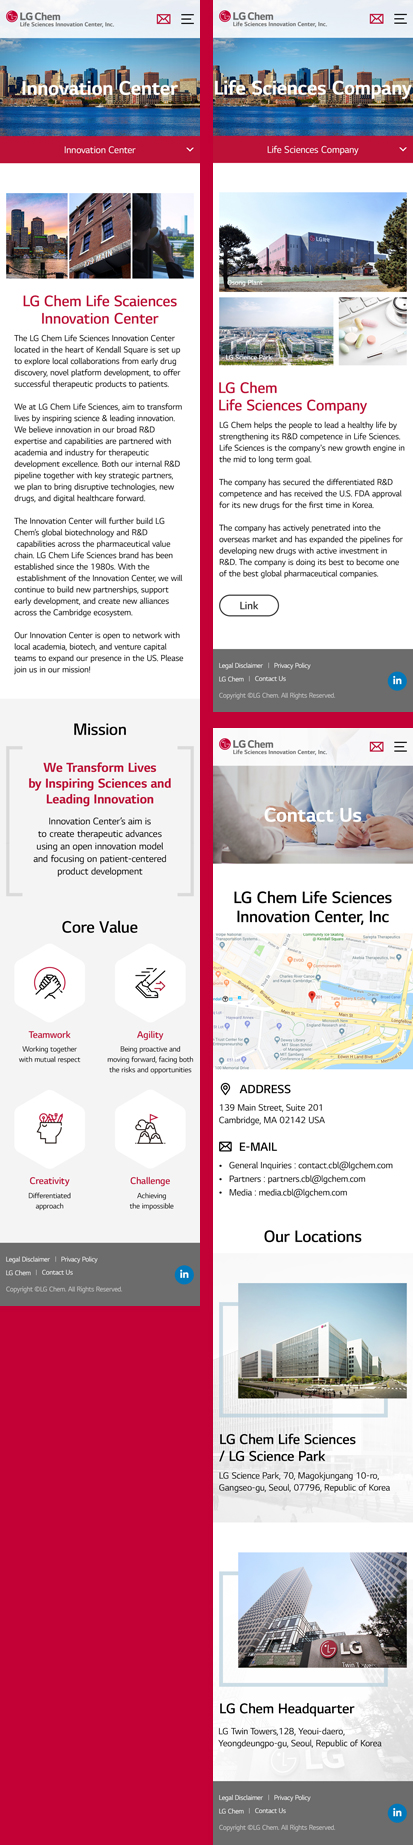 LG Chem
Life Sciences Innovation Center, Inc.
Innovation Center
Innovation Center
139 MAIN
LG Chem Life Scaiences
Innovation Center
The LG Chem Life Sciences Innovation Center
located in the heart of Kendall Square is set up
to explore local collaborations from early drug
discovery, novel platform development, to offer
successful therapeutic products to patients.
We at LG Chem Life Sciences, aim to transform
lives by inspiring science & leading innovation.
We believe innovation in our broad R&D
expertise and capabilities are partnered with
academia and industry for therapeutic
development excellence. Both our internal R&D
pipeline together with key strategic partners,
we plan to bring disruptive technologies, new
drugs, and digital healthcare forward.
The Innovation Center will further build LG
Chem's global biotechnology and R&D
capabilities across the pharmaceutical value
chain. LG Chem Life Sciences brand has been
established since the 1980s. With the
establishment of the Innovation Center, we will
continue to build new partnerships, support
early development, and create new alliances
across the Cambridge ecosystem.
Our Innovation Center is open to network with
local academia, biotech, and venture capital
teams to expand our presence in the US. Please
join us in our mission!
Mission
We Transform Lives
by Inspiring Sciences and
Leading Innovation
Innovation Center's aim is
to create therapeutic advances
using an open innovation model
and focusing on patient-centered
product development
Core Value
Teamwork
Working together
with mutual respect
Agility
Being proactive and
moving forward, facing both
the risks and opportunities
Creativity
Differentiated
approach
Challenge
Achieving
the impossible
Legal Disclaimer | Privacy Policy
LG Chem | Contact Us
in
Copyright ©LG Chem. All Rights Reserved.
LG Chem
Life Sciences Innovation Center, Inc.
Life Sciences Company
Life Sciences Company
Osong Plant
LG Science Park
LG Chem
Life Sciences Company
LG Chem helps the people to lead a healthy life by
strengthening its R&D competence in Life Sciences.
Life Sciences is the company's new growth engine in
the mid to long term goal.
The company has secured the differentiated R&D
competence and has received the U.S. FDA approval
for its new drugs for the first time in Korea.
The company has actively penetrated into the
overseas market and has expanded the pipelines for
developing new drugs with active investment in
R&D. The company is doing its best to become one
of the best global pharmaceutical companies.
Link
Legal Disclaimer | Privacy Policy
LG Chem | Contact Us
in
Copyright ©LG Chem. All Rights Reserved.
LG Chem
Life Sciences Innovation Center, Inc.
Contact Us
LG Chem Life Sciences
Innovation Center, Inc
Main St
Broadway
ADDRESS
139 Main Street, Suite 201
Cambridge, MA 02142 USA
E-MAIL
• General Inquiries : contact.cbl@lgchem.com
• Partners : partners.cbl@lgchem.com
• Media : media.cbl@lgchem.com
Our Locations
LG Chem Life Sciences
/ LG Science Park
LG Science Park, 70, Magokjungang 10-ro,
Gangseo-gu, Seoul, 07796, Republic of Korea
LG
Twin Towers
LG Chem Headquarter
LG Twin Towers,128, Yeoui-daero,
Yeongdeungpo-gu, Seoul, Republic of Korea
Legal Disclaimer | Privacy Policy
LG Chem | Contact Us
in
Copyright ©LG Chem. All Rights Reserved.